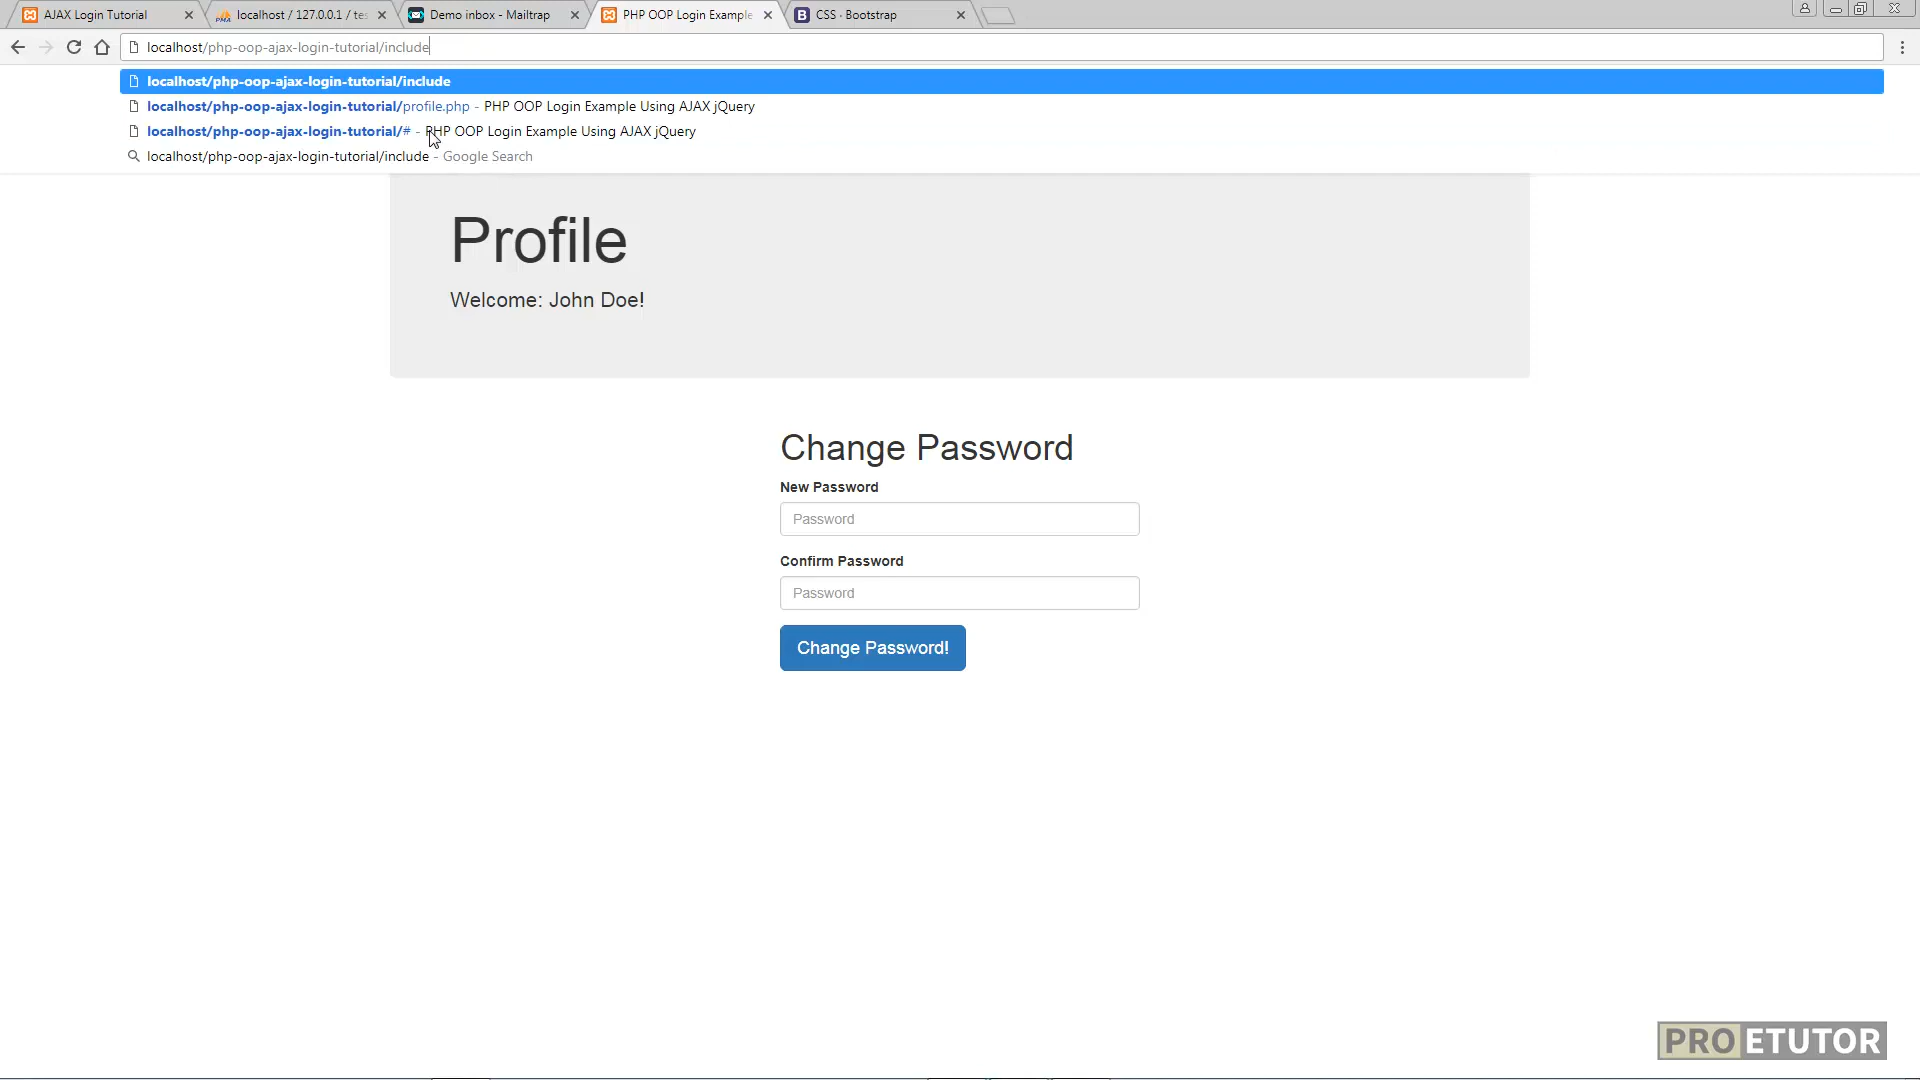 AJAX Login Tutorial
localhost / 127.0.0.1 / tes
Demo inbox - Mailtrap
PHP OOP Login Example
CSS · Bootstrap
localhost/php-oop-ajax-login-tutorial/include
localhost/php-oop-ajax-login-tutorial/include
localhost/php-oop-ajax-login-tutorial/profile.php - PHP OOP Login Example Using AJAX jQuery
localhost/php-oop-ajax-login-tutorial/# - PHP OOP Login Example Using AJAX jQuery
localhost/php-oop-ajax-login-tutorial/include - Google Search
Profile
Welcome: John Doe!
Change Password
New Password
Password
Confirm Password
Password
Change Password!
PROETUTOR